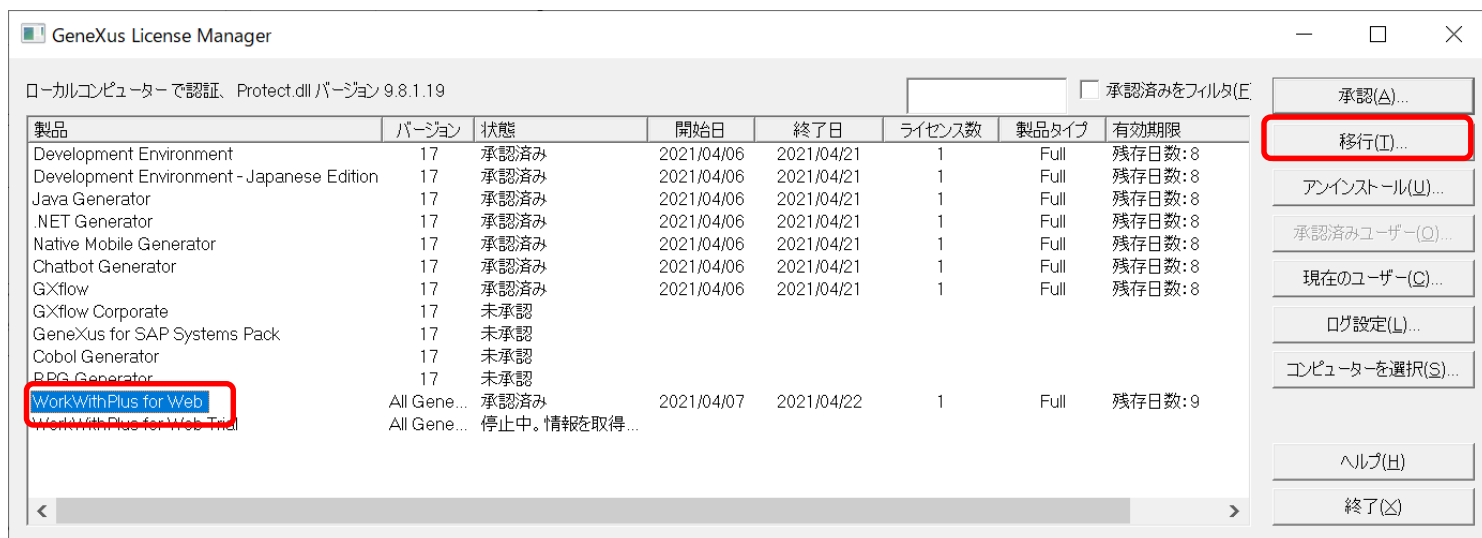 GeneXus License Manager
ローカルコンピューターで認証、Protect.dll バージョン 9.8.1.19 承認済みをフィルタ(F 承認(A)...
製品 バージョン 状態 開始日 終了日 ライセンス数 製品タイプ 有効期限
Development Environment 17 承認済み 2021/04/06 2021/04/21 1 Full 残存日数:8
移行(T)...
Development Environment - Japanese Edition 17 承認済み 2021/04/06 2021/04/21 1 Full 残存日数:8
Java Generator 17 承認済み 2021/04/06 2021/04/21 1 Full 残存日数:8
アンインストール(U)...
.NET Generator 17 承認済み 2021/04/06 2021/04/21 1 Full 残存日数:8
Native Mobile Generator 17 承認済み 2021/04/06 2021/04/21 1 Full 残存日数:8
承認済みユーザー(O)...
Chatbot Generator 17 承認済み 2021/04/06 2021/04/21 1 Full 残存日数:8
GXflow 17 承認済み 2021/04/06 2021/04/21 1 Full 残存日数:8
現在のユーザー(C)...
GXflow Corporate 17 未承認
GeneXus for SAP Systems Pack 17 未承認
ログ設定(L)...
Cobol Generator 17 未承認
RPG Generator 17 未承認
コンピューターを選択(S)...
WorkWithPlus for Web All Gene... 承認済み 2021/04/07 2021/04/22 1 Full 残存日数:9
WorkWithPlus for Web Trial All Gene... 停止中。情報を取得...
ヘルプ(H)
終了(X)